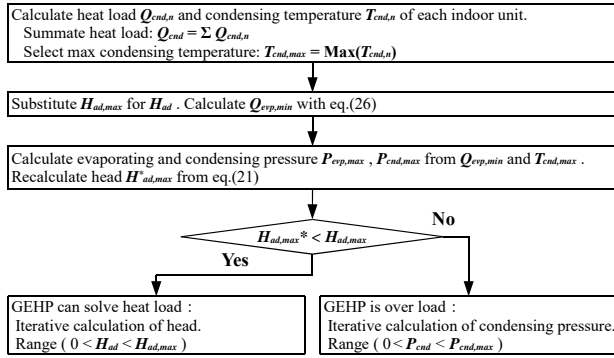 Calculate heat load Qcnd,n and condensing temperature Tcnd,n of each indoor unit.
Summate heat load: Qcnd = Σ Qcnd,n
Select max condensing temperature: Tcnd,max = Max(Tcnd,n)
Substitute Had,max for Had . Calculate Qevp,min with eq.(26)
Calculate evaporating and condensing pressure Pevp,max , Pcnd,max from Qevp,min and Tcnd,max .
Recalculate head H*ad,max from eq.(21)
Had,max* < Had,max
No
Yes
GEHP can solve heat load :
Iterative calculation of head.
Range ( 0 < Had < Had,max )
GEHP is over load :
Iterative calculation of condensing pressure.
Range ( 0 < Pcnd < Pcnd,max )